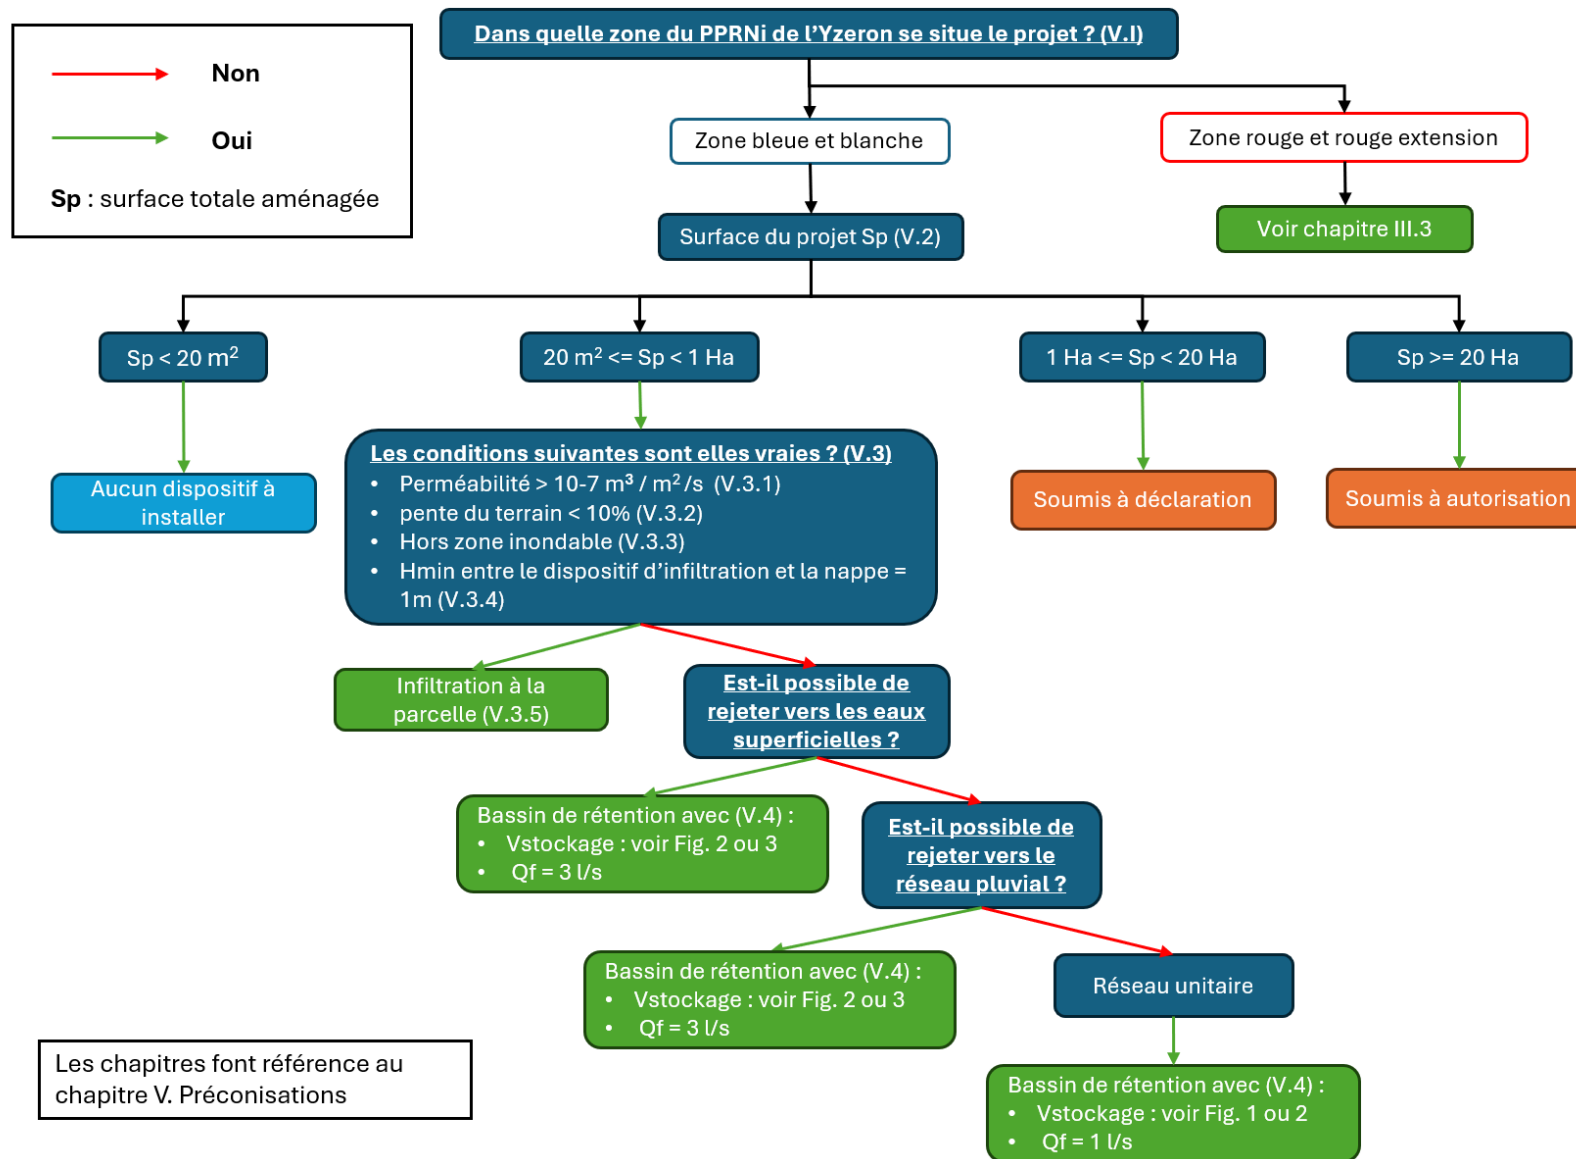 Dans quelle zone du PPRNi de l'Yzeron se situe le projet ? (V.I)
Non
Oui
Sp : surface totale aménagée
Zone bleue et blanche
Zone rouge et rouge extension
Surface du projet Sp (V.2)
Voir chapitre III.3
Sp < 20 m²
20 m² <= Sp < 1 Ha
1 Ha <= Sp < 20 Ha
Sp >= 20 Ha
Aucun dispositif à
installer
Les conditions suivantes sont elles vraies ? (V.3)
• Perméabilité > 10-7 m³ / m² /s (V.3.1)
• pente du terrain < 10% (V.3.2)
• Hors zone inondable (V.3.3)
• Hmin entre le dispositif d'infiltration et la nappe =
1m (V.3.4)
Soumis à déclaration
Soumis à autorisation
Infiltration à la
parcelle (V.3.5)
Est-il possible de
rejeter vers les eaux
superficielles ?
Bassin de rétention avec (V.4) :
• Vstockage : voir Fig. 2 ou 3
• Qf = 3 l/s
Est-il possible de
rejeter vers le
réseau pluvial ?
Bassin de rétention avec (V.4) :
• Vstockage : voir Fig. 2 ou 3
• Qf = 3 l/s
Réseau unitaire
Bassin de rétention avec (V.4) :
• Vstockage : voir Fig. 1 ou 2
• Qf = 1 l/s
Les chapitres font référence au
chapitre V. Préconisations